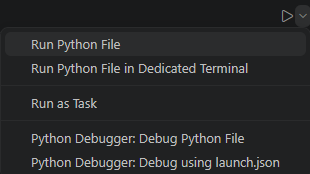 Run Python File
Run Python File in Dedicated Terminal
Run as Task
Python Debugger: Debug Python File
Python Debugger: Debug using launch.json